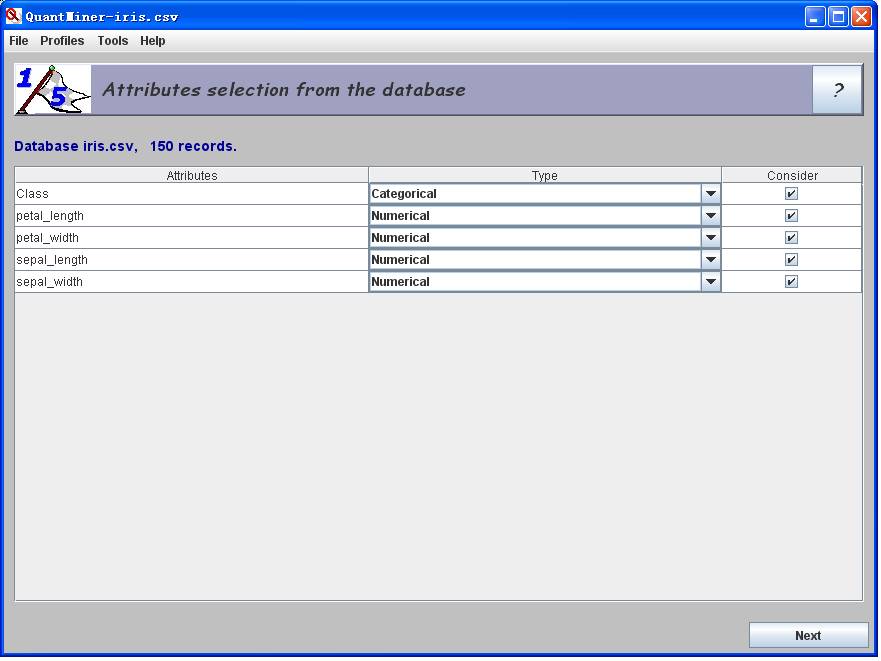 QuantMiner-iris.csv
File Profiles Tools Help
1 5 Attributes selection from the database ?
Database iris.csv, 150 records.
Attributes Type Consider
Class Categorical
petal_length Numerical
petal_width Numerical
sepal_length Numerical
sepal_width Numerical
Next